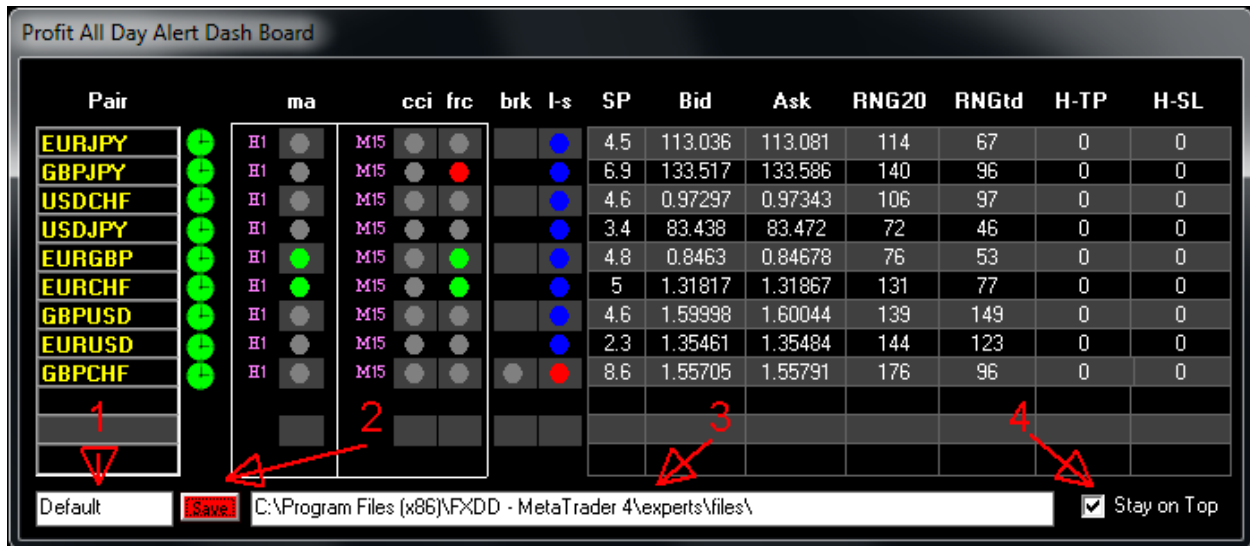 Profit All Day Alert Dash Board
Pair ma cci frc brk l-s SP Bid Ask RNG20 RNGtd H-TP H-SL
EURJPY H1 M15 4.5 113.036 113.081 114 67 0 0
GBPJPY H1 M15 6.9 133.517 133.586 140 96 0 0
USDCHF H1 M15 4.6 0.97297 0.97343 106 97 0 0
USDJPY H1 M15 3.4 83.438 83.472 72 46 0 0
EURGBP H1 M15 4.8 0.8463 0.84678 76 53 0 0
EURCHF H1 M15 5 1.31817 1.31867 131 77 0 0
GBPUSD H1 M15 4.6 1.59998 1.60044 139 149 0 0
EURUSD H1 M15 2.3 1.35461 1.35484 144 123 0 0
GBPCHF H1 M15 8.6 1.55705 1.55791 176 96 0 0
1 2 3 4
Default Save C:\Program Files (x86)\FXDD - MetaTrader 4\experts\files\ Stay on Top